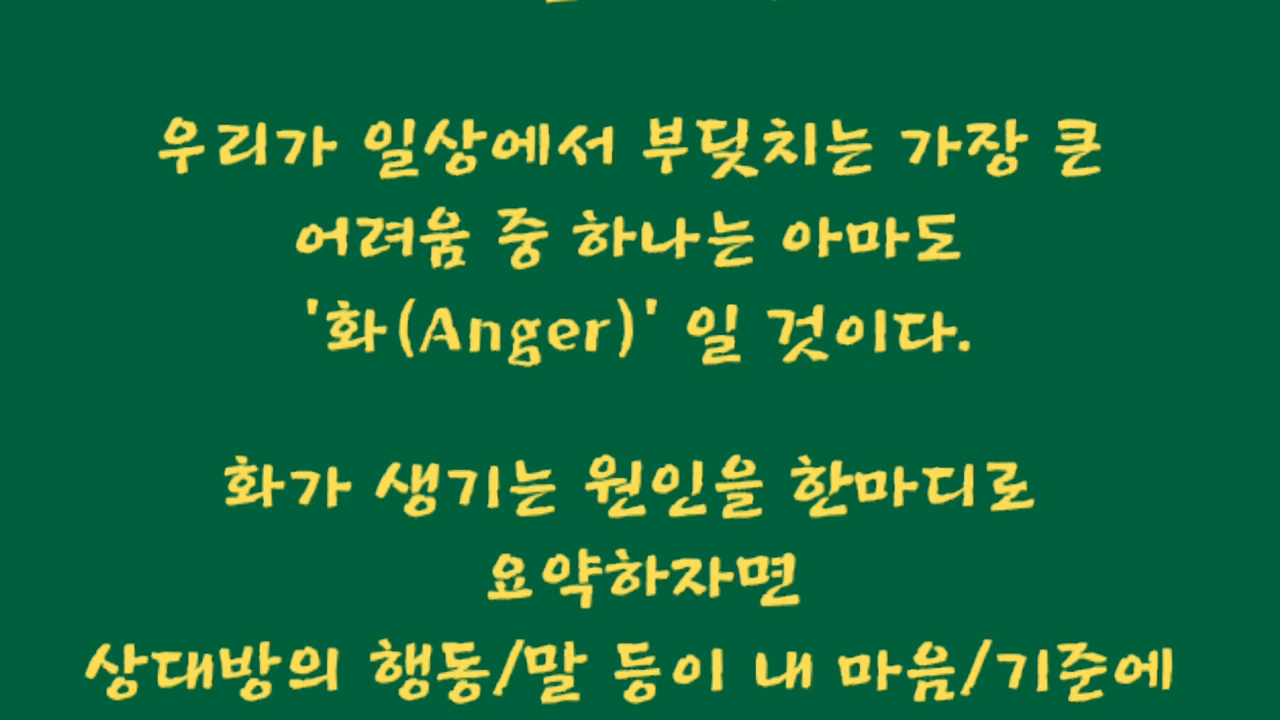 우리가 일상에서 부딪치는 가장 큰
어려움 중 하나는 아마도
'화(Anger)' 일 것이다.
화가 생기는 원인을 한마디로
요약하자면
상대방의 행동/말 등이 내 마음/기준에